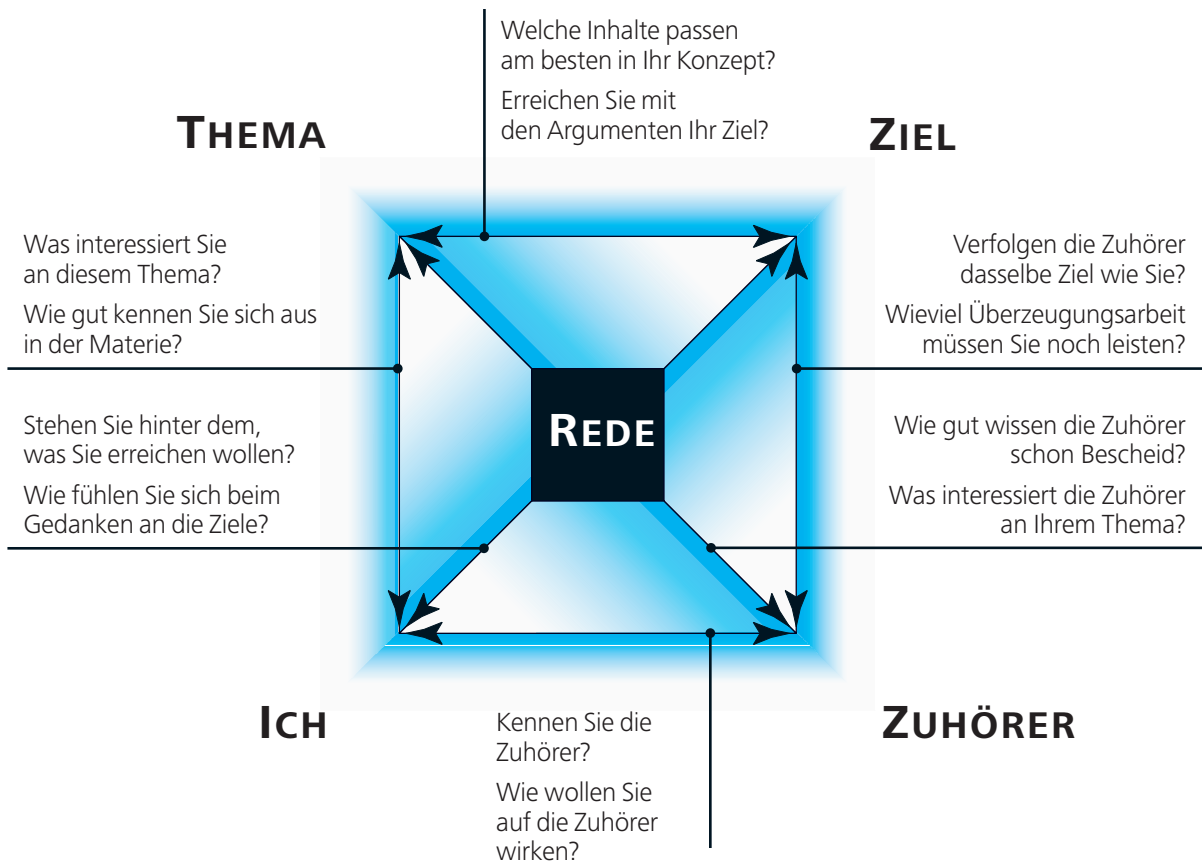 Welche Inhalte passen
am besten in Ihr Konzept?
Erreichen Sie mit
den Argumenten Ihr Ziel?
THEMA
ZIEL
Was interessiert Sie
an diesem Thema?
Wie gut kennen Sie sich aus
in der Materie?
Verfolgen die Zuhörer
dasselbe Ziel wie Sie?
Wieviel Überzeugungsarbeit
müssen Sie noch leisten?
REDE
Stehen Sie hinter dem,
was Sie erreichen wollen?
Wie fühlen Sie sich beim
Gedanken an die Ziele?
Wie gut wissen die Zuhörer
schon Bescheid?
Was interessiert die Zuhörer
an Ihrem Thema?
ICH
ZUHÖRER
Kennen Sie die
Zuhörer?
Wie wollen Sie
auf die Zuhörer
wirken?